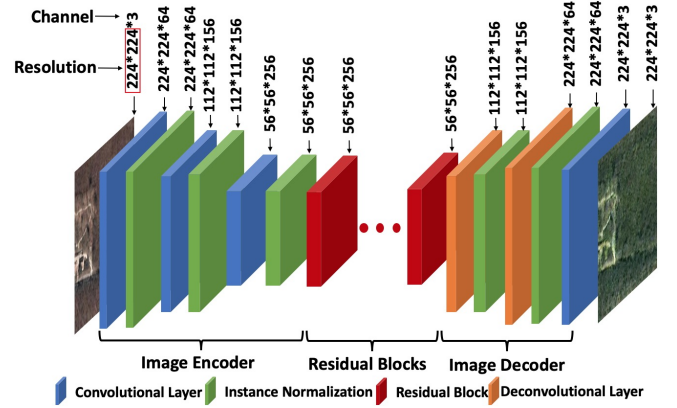 Channel
Resolution
224*224*3
224*224*64
224*224*64
112*112*156
112*112*156
56*56*256
56*56*256
56*56*256
56*56*256
112*112*156
112*112*156
224*224*64
224*224*64
224*224*3
224*224*3
Image Encoder
Residual Blocks
Image Decoder
Convolutional Layer
Instance Normalization
Residual Block
Deconvolutional Layer